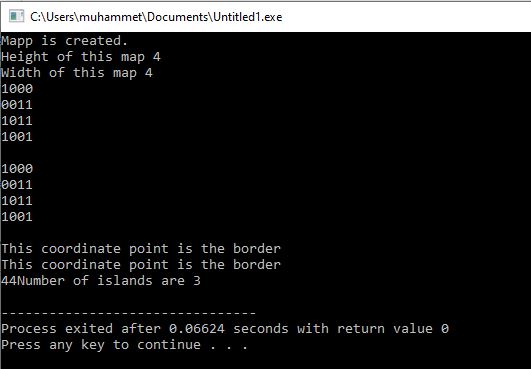 C:\Users\muhammet\Documents\Untitled1.exe
Mapp is created.
Height of this map 4
Width of this map 4
1000
0011
1011
1001
1000
0011
1011
1001
This coordinate point is the border
This coordinate point is the border
44Number of islands are 3
--------------------------------
Process exited after 0.06624 seconds with return value 0
Press any key to continue . . .